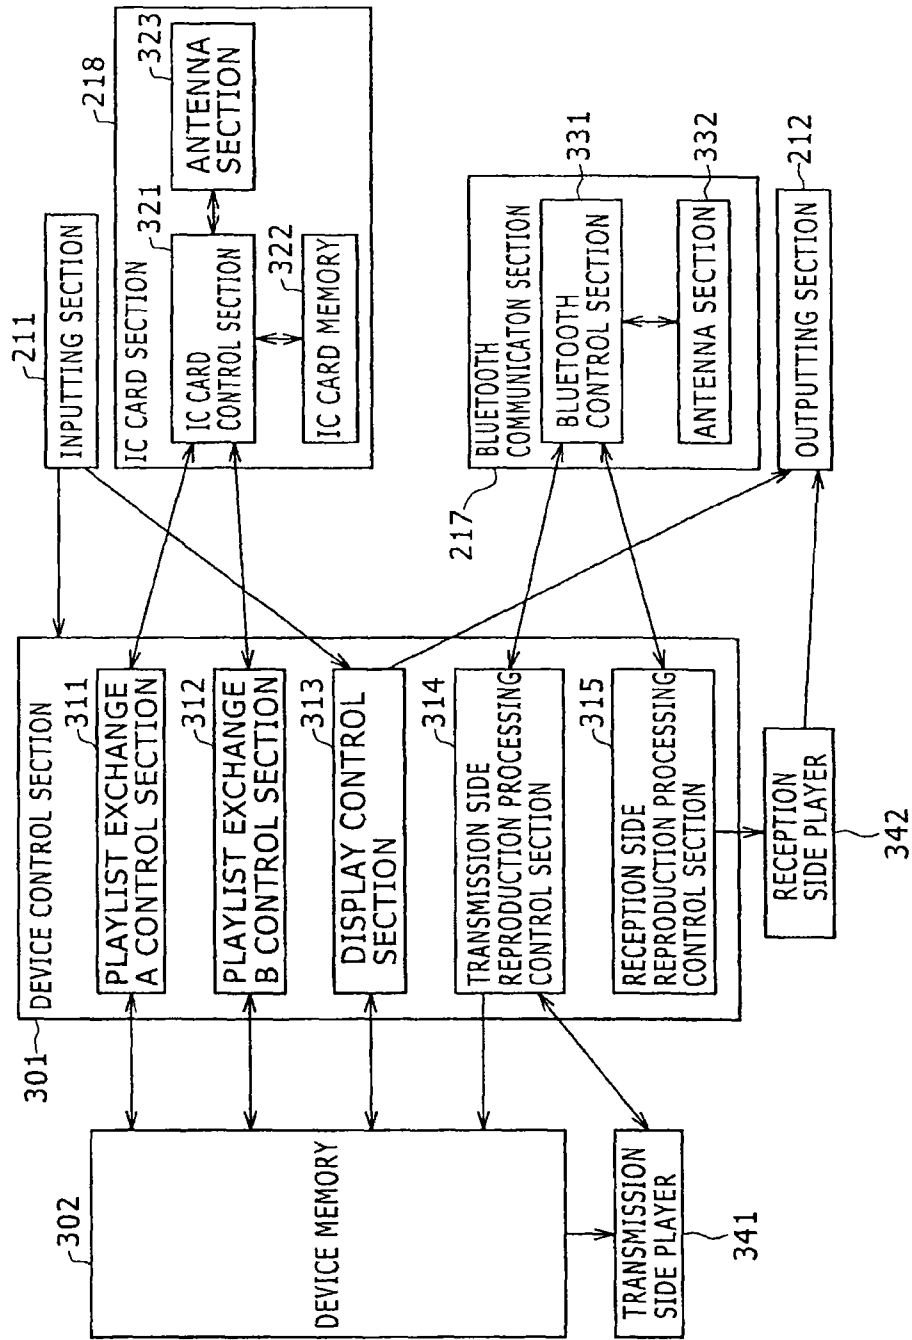 302
DEVICE MEMORY
TRANSMISSION
SIDE PLAYER
341
301
DEVICE CONTROL SECTION
311
PLAYLIST EXCHANGE
A CONTROL SECTION
312
PLAYLIST EXCHANGE
B CONTROL SECTION
313
DISPLAY CONTROL
SECTION
314
TRANSMISSION SIDE
REPRODUCTION PROCESSING
CONTROL SECTION
315
RECEPTION SIDE
REPRODUCTION PROCESSING
CONTROL SECTION
RECEPTION
SIDE PLAYER
342
211
INPUTTING SECTION
218
IC CARD SECTION
321
IC CARD
CONTROL SECTION
323
ANTENNA
SECTION
322
IC CARD MEMORY
217
BLUETOOTH
COMMUNICATON SECTION
BLUETOOTH
CONTROL SECTION
331
ANTENNA SECTION
332
OUTPUTTING SECTION
212